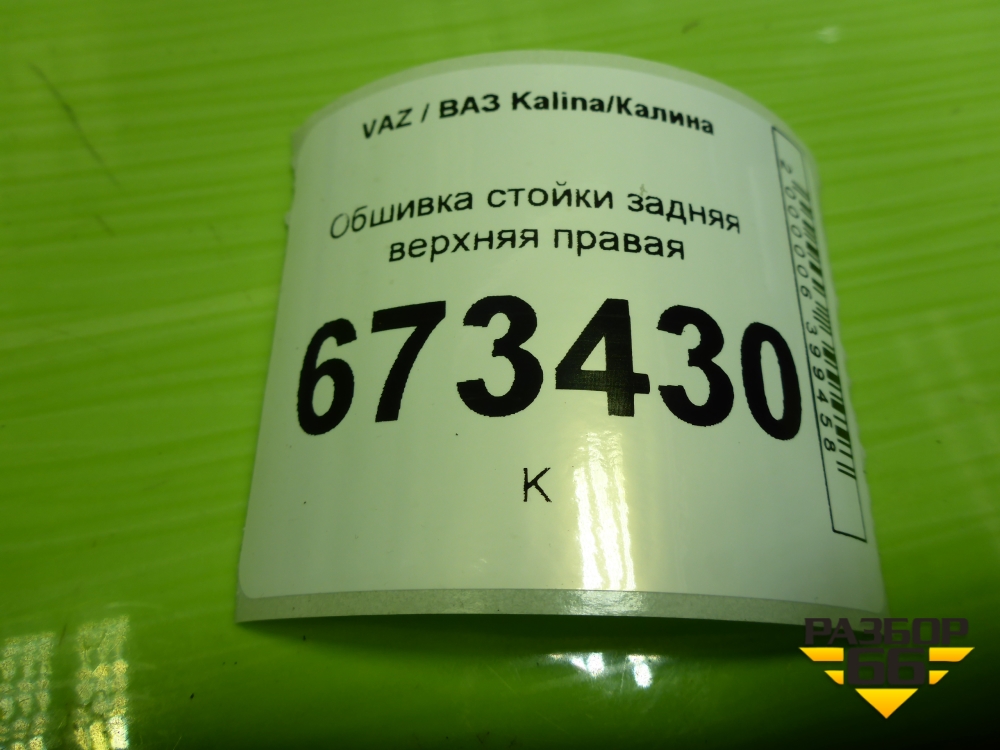 VAZ / ВАЗ Kalina/Калина
Обшивка стойки задняя
верхняя правая
673430
К
2000006399458
РАЗБОР
66